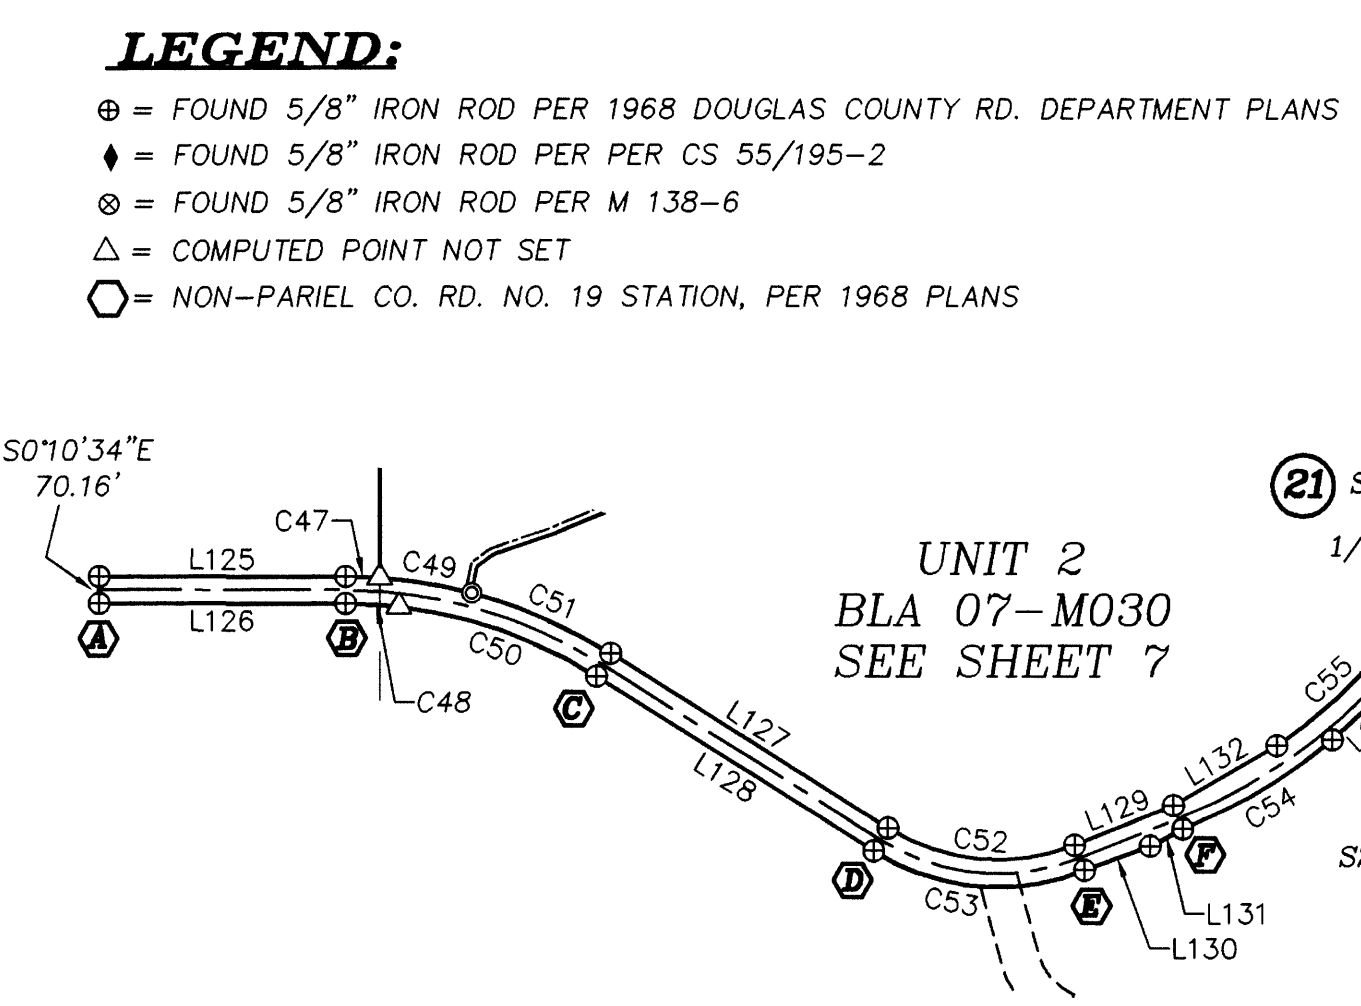 LEGEND:
⊕ = FOUND 5/8" IRON ROD PER 1968 DOUGLAS COUNTY RD. DEPARTMENT PLANS
♦ = FOUND 5/8" IRON ROD PER PER CS 55/195-2
⊗ = FOUND 5/8" IRON ROD PER M 138-6
△ = COMPUTED POINT NOT SET
⬡ = NON-PARIEL CO. RD. NO. 19 STATION, PER 1968 PLANS
S0°10'34"E
70.16'
21 S
1/
C47
L125
C49
C51
L126
A
B
C50
C48
C
UNIT 2
BLA 07-M030
SEE SHEET 7
L127
L128
C55
L132
L129
C54
C52
D
C53
E
F
L131
L130